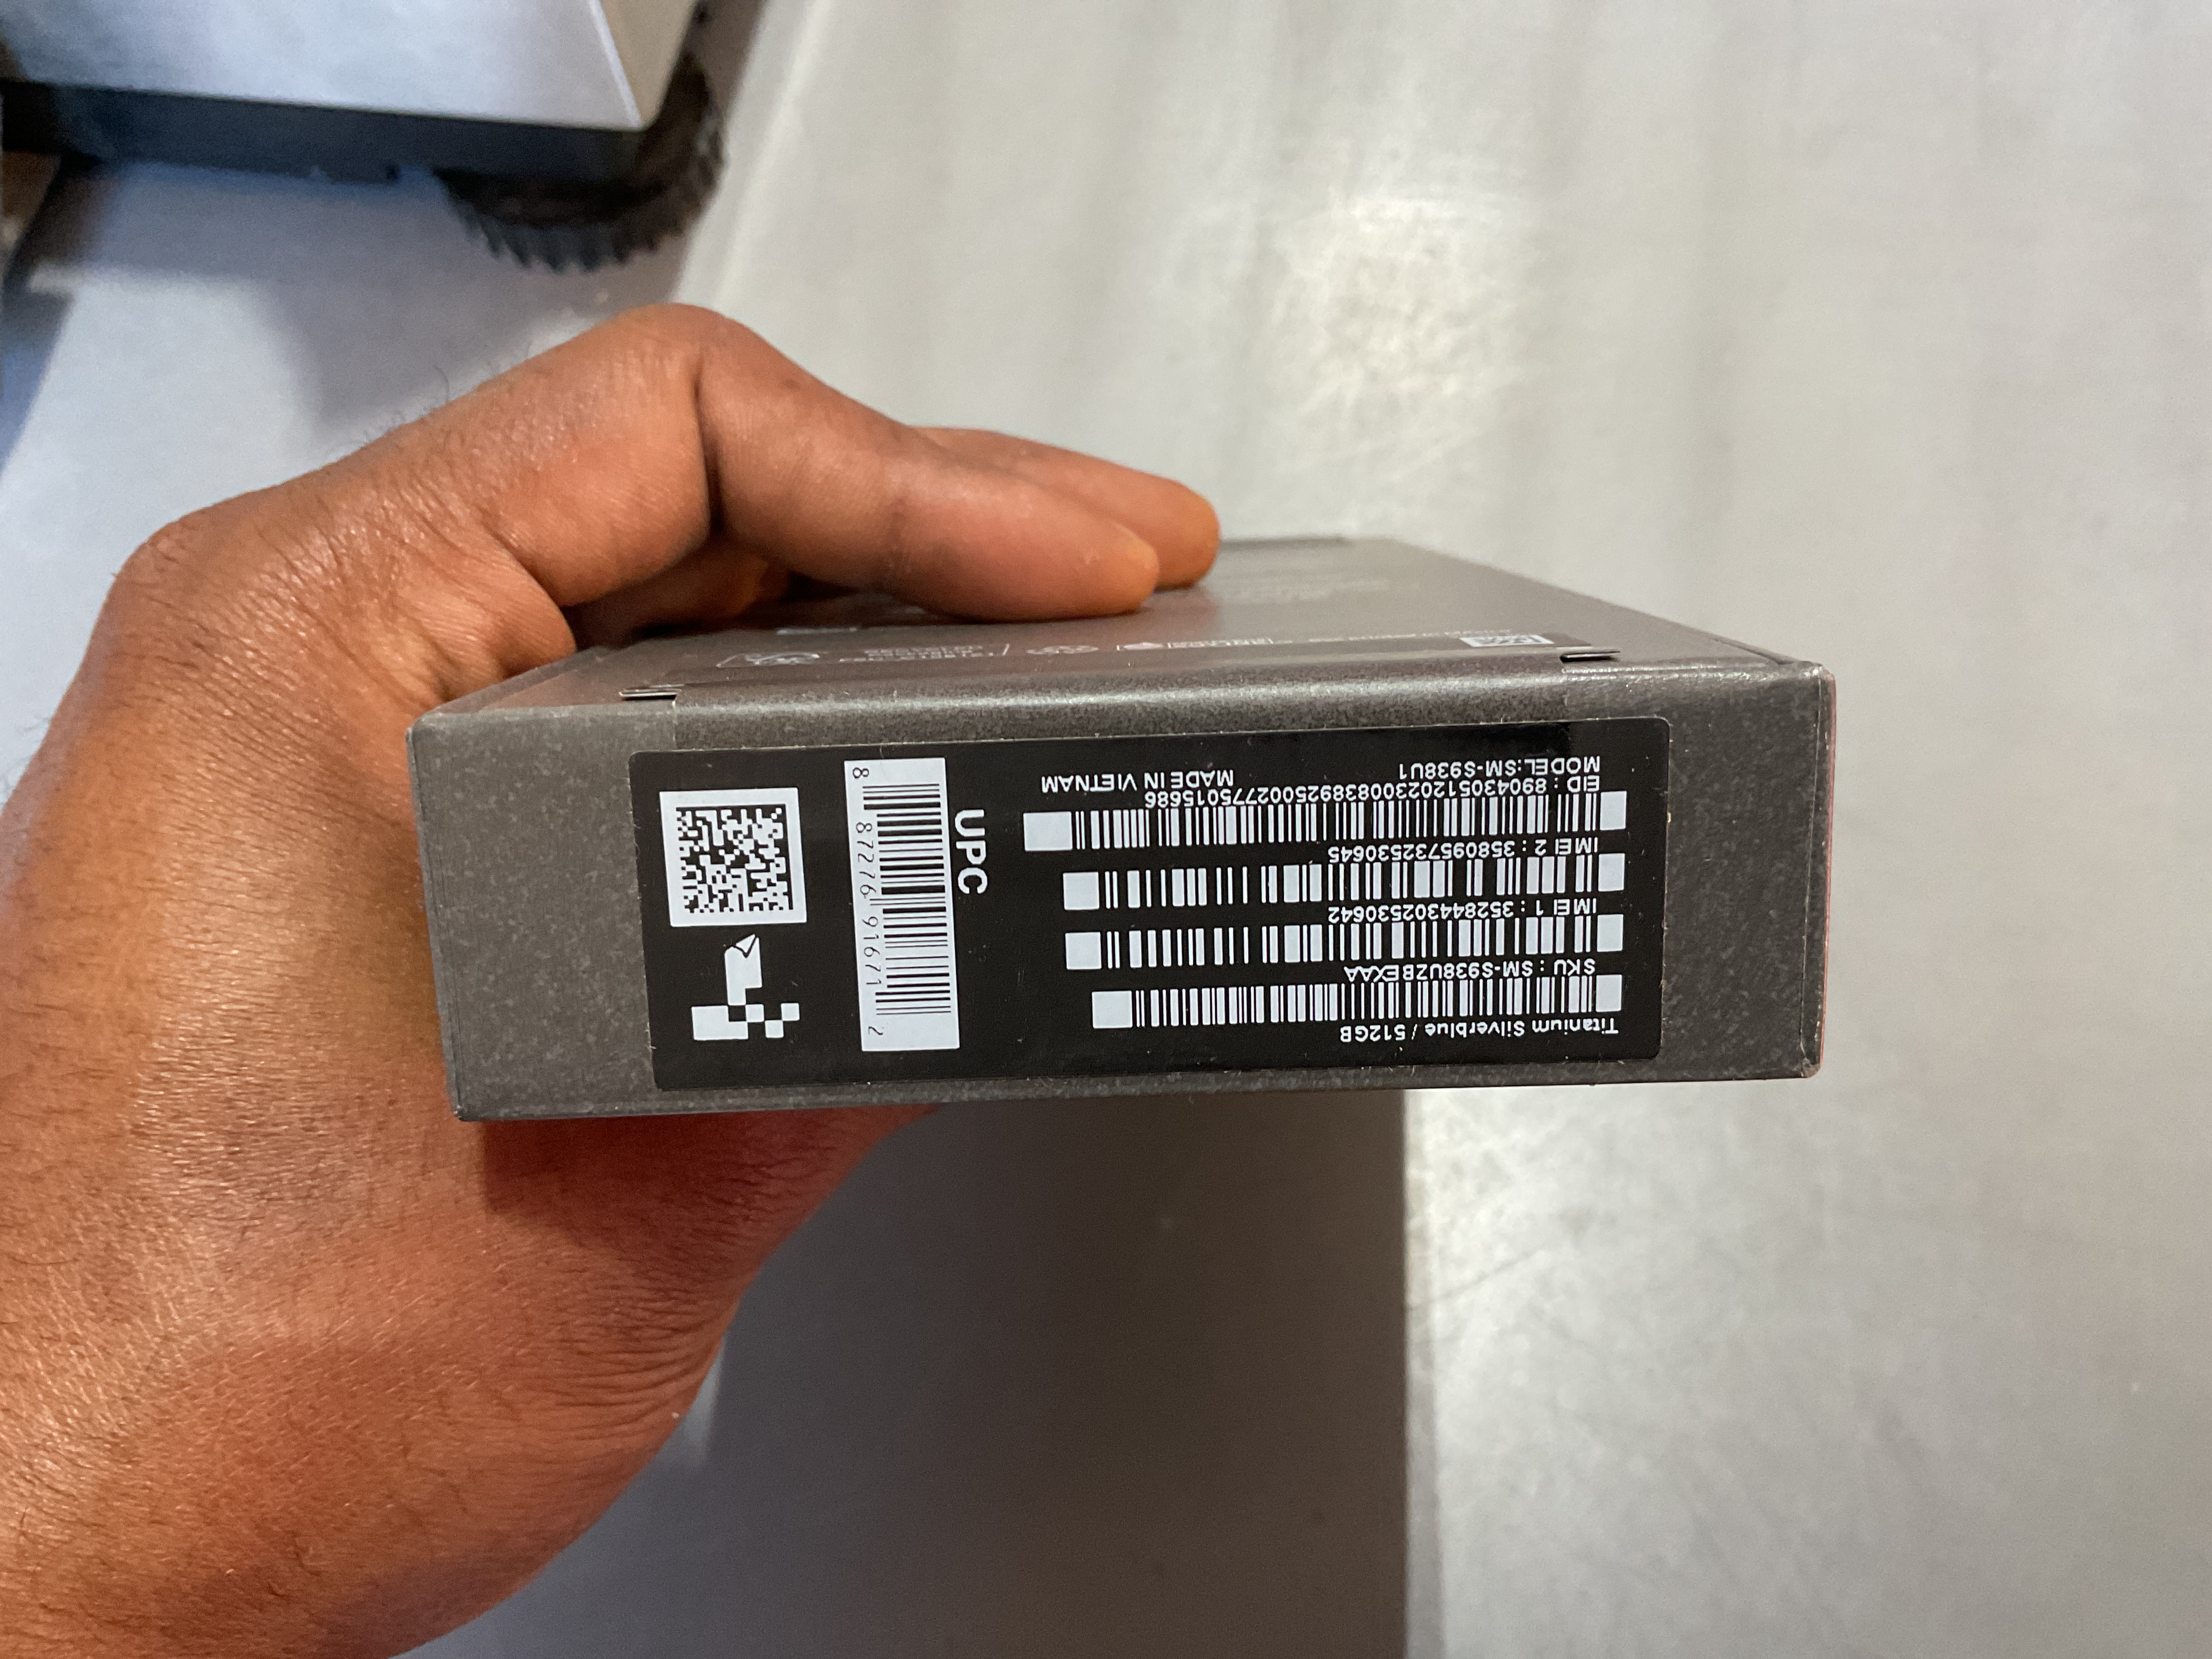 Titanium Silverblue / 512GB
SKU : SM-S938UZBEXAA
IMEI 1 : 352844302530642
IMEI 2 : 358095732530645
EID : 89043051202300838925002775015686
MODEL:SM-S938U1
MADE IN VIETNAM
UPC
8 87276 91671 2